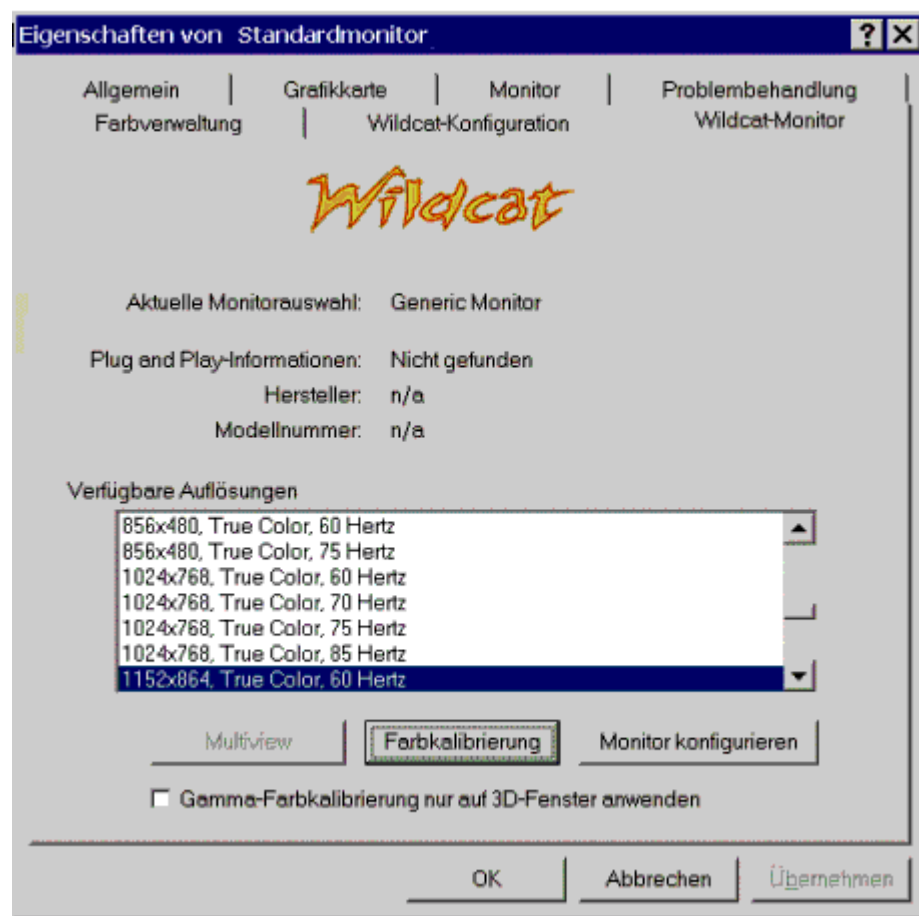 Eigenschaften von Standardmonitor
Allgemein Grafikkarte Monitor Problembehandlung
Farbverwaltung Wildcat-Konfiguration Wildcat-Monitor
Wildcat
Aktuelle Monitorauswahl: Generic Monitor
Plug and Play-Informationen: Nicht gefunden
Hersteller: n/a
Modellnummer: n/a
Verfügbare Auflösungen
856x480, True Color, 60 Hertz
856x480, True Color, 75 Hertz
1024x768, True Color, 60 Hertz
1024x768, True Color, 70 Hertz
1024x768, True Color, 75 Hertz
1024x768, True Color, 85 Hertz
1152x864, True Color, 60 Hertz
Multiview Farbkalibrierung Monitor konfigurieren
Gamma-Farbkalibrierung nur auf 3D-Fenster anwenden
OK Abbrechen Übernehmen